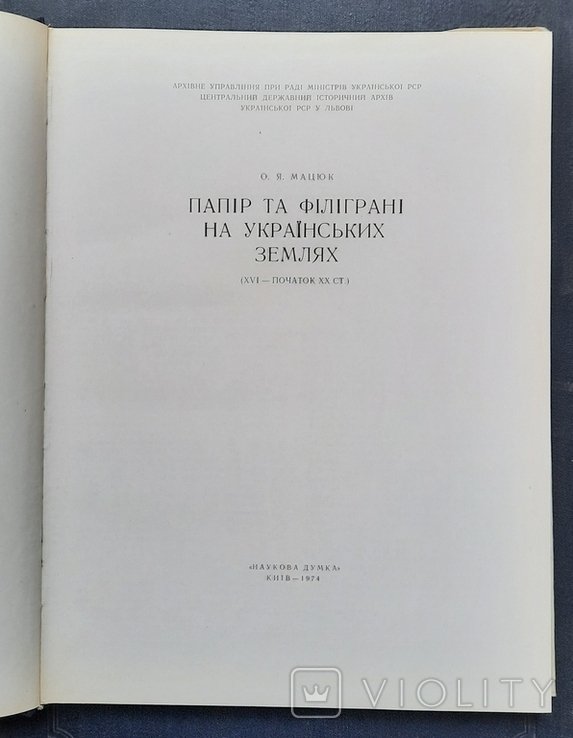 АРХІВНЕ УПРАВЛІННЯ ПРИ РАДІ МІНІСТРІВ УКРАЇНСЬКОЇ РСР
ЦЕНТРАЛЬНИЙ ДЕРЖАВНИЙ ІСТОРИЧНИЙ АРХІВ
УКРАЇНСЬКОЇ РСР У ЛЬВОВІ
О. Я. МАЦЮК
ПАПІР ТА ФІЛІГРАНІ
НА УКРАЇНСЬКИХ
ЗЕМЛЯХ
(XVI — ПОЧАТОК XX СТ.)
«НАУКОВА ДУМКА»
КИЇВ — 1974
VIOLITY